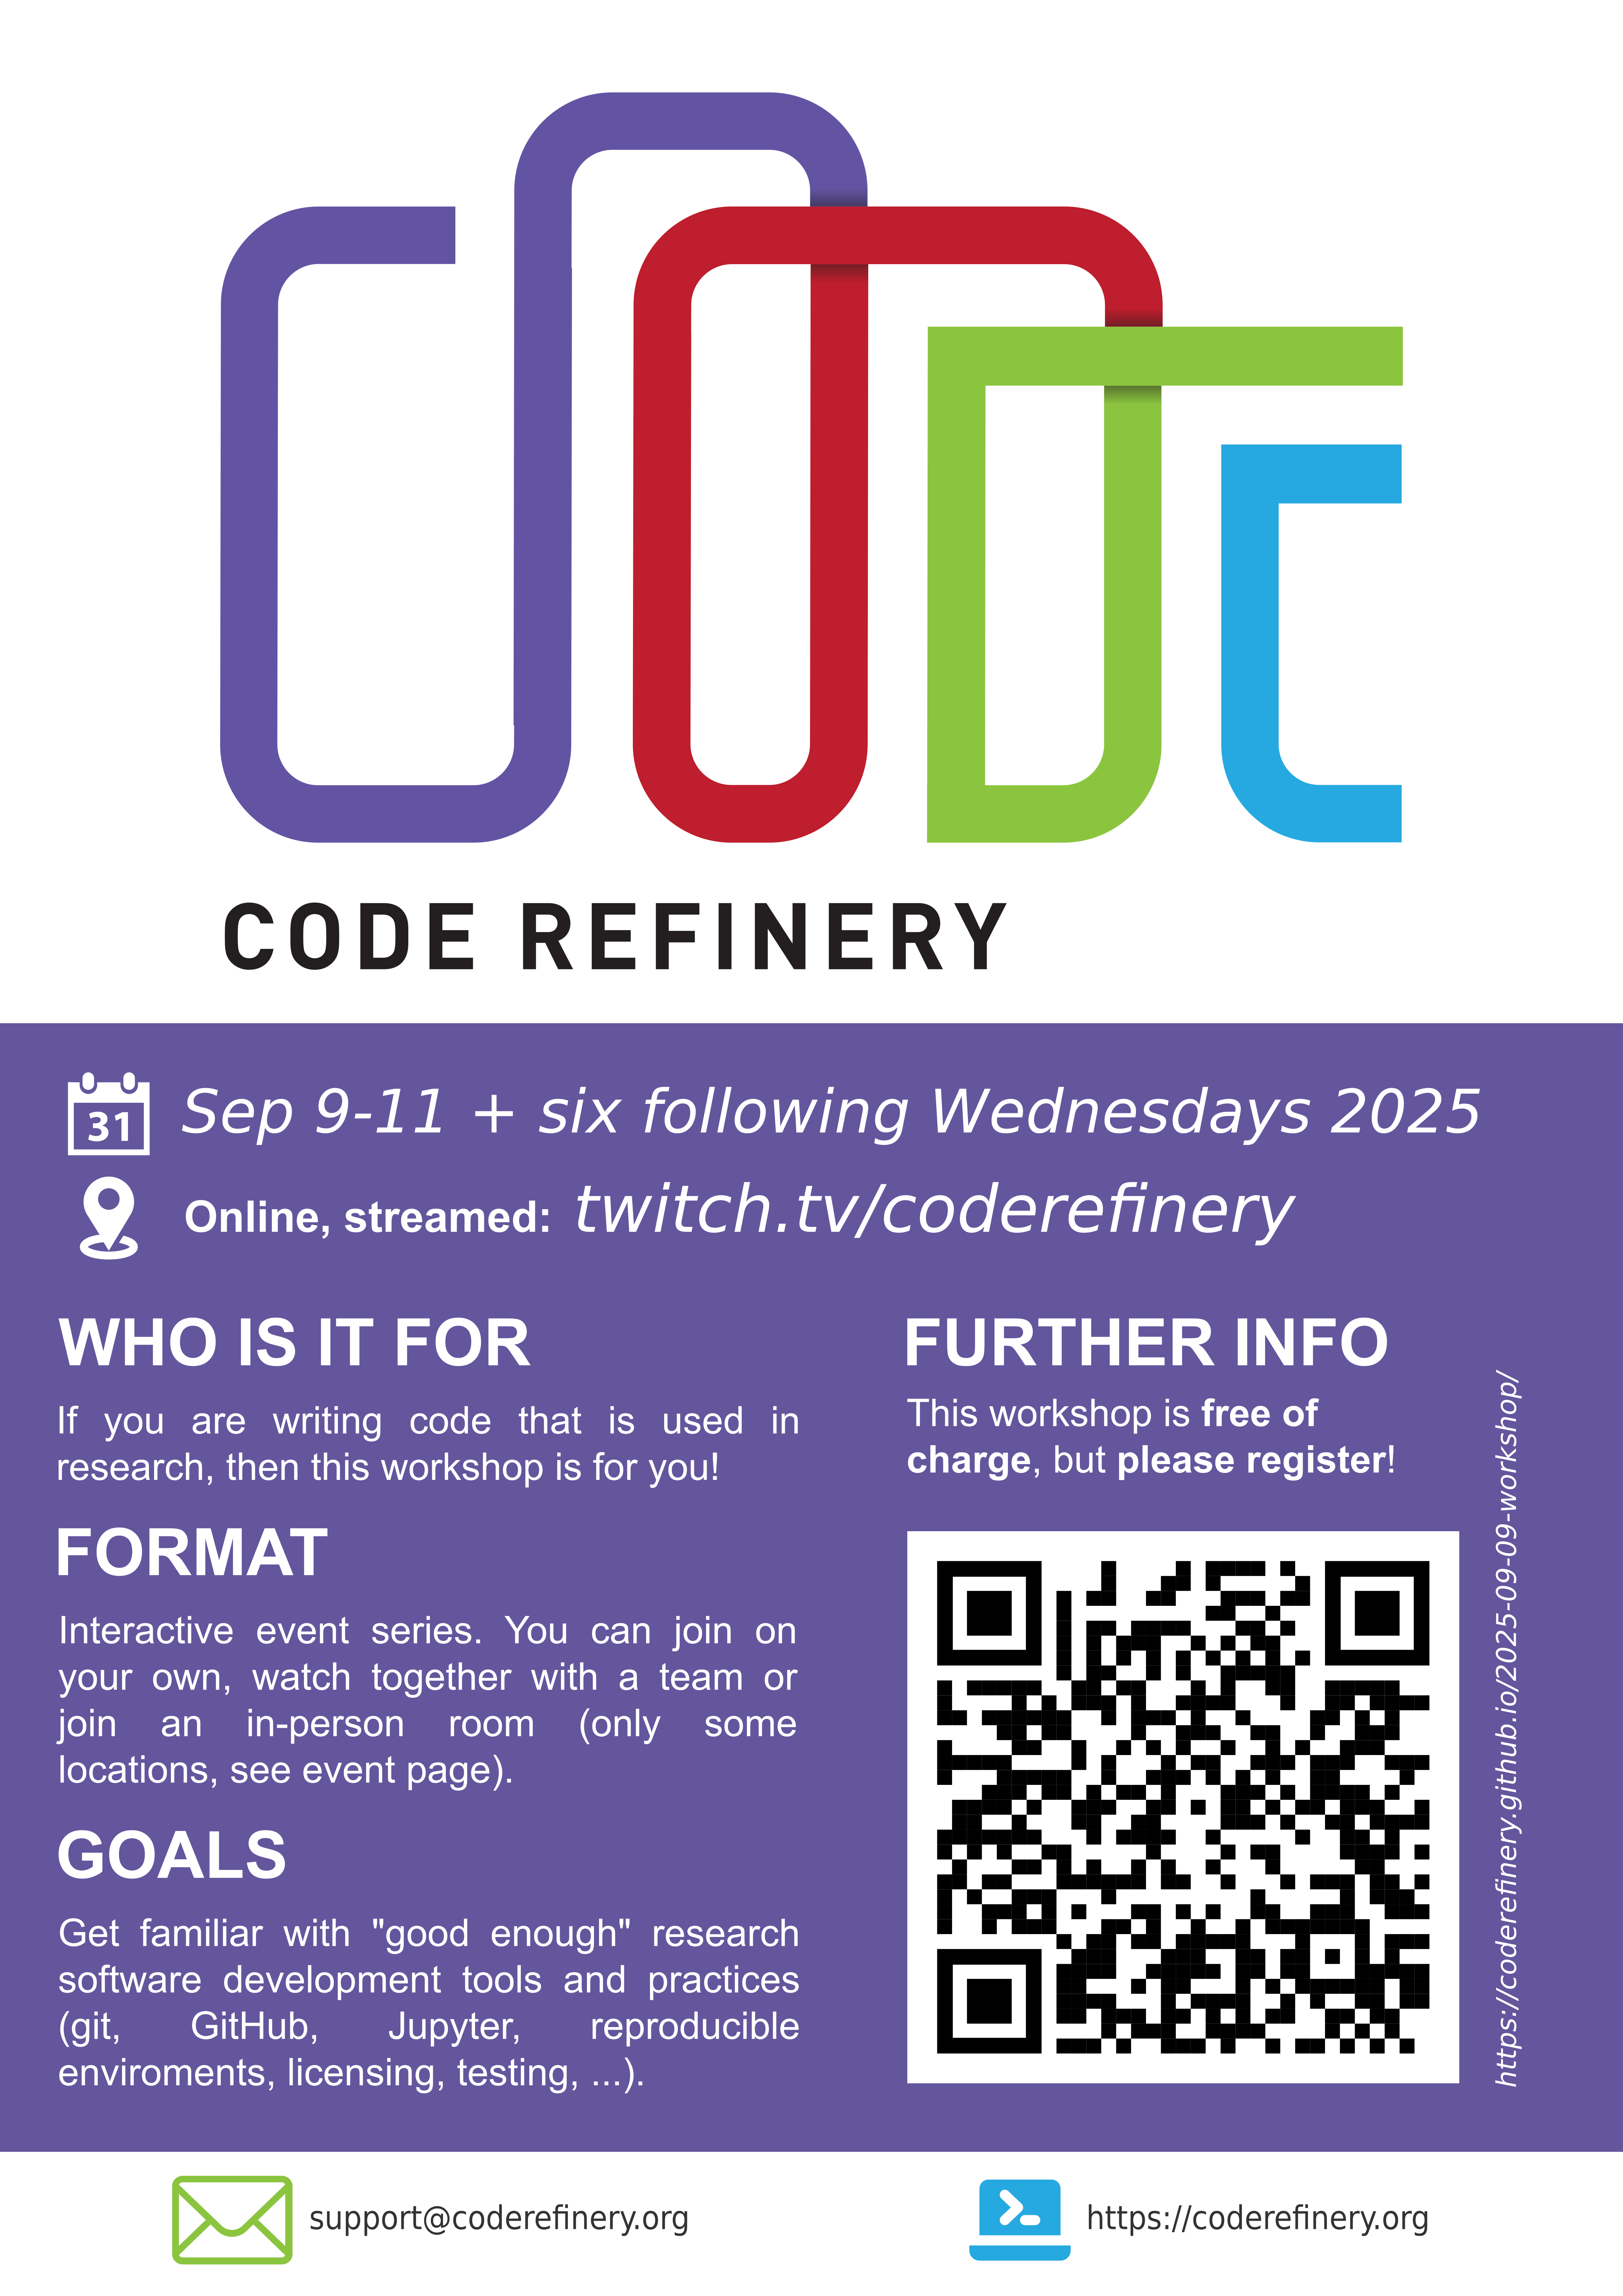 CODE
CODE REFINERY
31
Sep 9-11 + six following Wednesdays 2025
Online, streamed: twitch.tv/coderefinery
WHO IS IT FOR
If you are writing code that is used in
research, then this workshop is for you!
FORMAT
Interactive event series. You can join on
your own, watch together with a team or
join an in-person room (only some
locations, see event page).
GOALS
Get familiar with "good enough" research
software development tools and practices
(git, GitHub, Jupyter, reproducible
enviroments, licensing, testing, ...).
FURTHER INFO
This workshop is free of
charge, but please register!
https://coderefinery.github.io/2025-09-09-workshop/
support@coderefinery.org
https://coderefinery.org